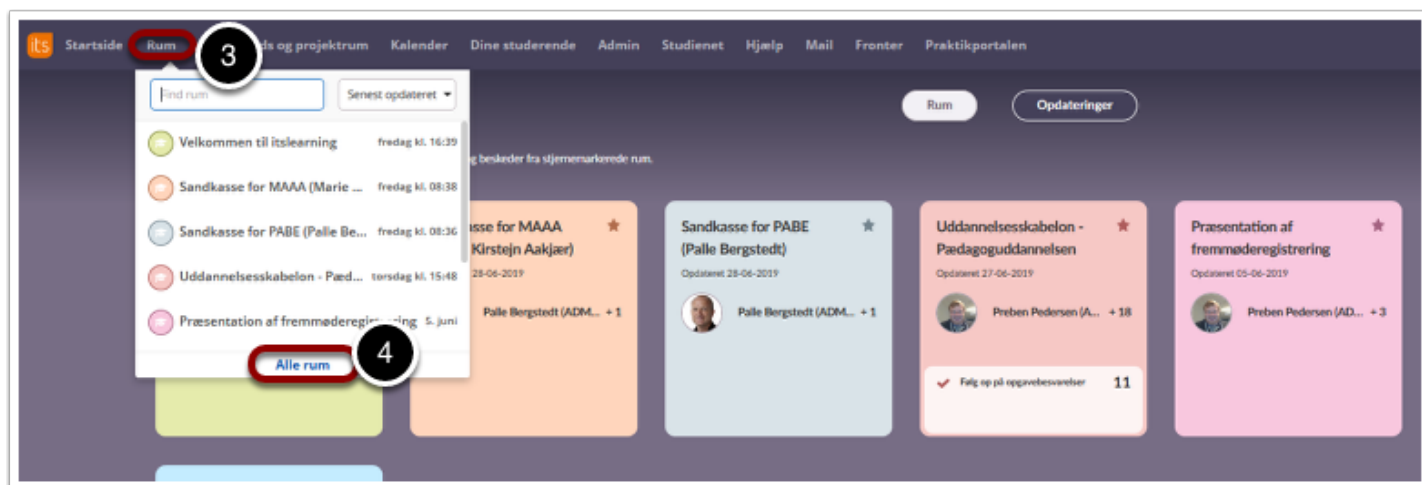 its Startside Rum 3 ds og projektrum Kalender Dine studerende Admin Studienet Hjælp Mail Fronter Praktikportalen
Find rum Senest opdateret
Rum Opdateringer
Velkommen til itslearning fredag kl. 16:39
g beskeder fra stjernemarkerede rum.
Sandkasse for MAAA (Marie ... fredag kl. 08:38
Sandkasse for PABE (Palle Be... fredag kl. 08:36
Uddannelsesskabelon - Pæd... torsdag kl. 15:48
Præsentation af fremmøderegistrering 5. juni
Alle rum 4
sse for MAAA
Kirstejn Aakjær)
28-06-2019
Palle Bergstedt (ADM... + 1
Sandkasse for PABE
(Palle Bergstedt)
Opdateret 28-06-2019
Palle Bergstedt (ADM... + 1
Uddannelsesskabelon -
Pædagoguddannelsen
Opdateret 27-06-2019
Preben Pedersen (A... + 18
Følg op på opgavebesvarelser 11
Præsentation af
fremmøderegistrering
Opdateret 05-06-2019
Preben Pedersen (AD... + 3